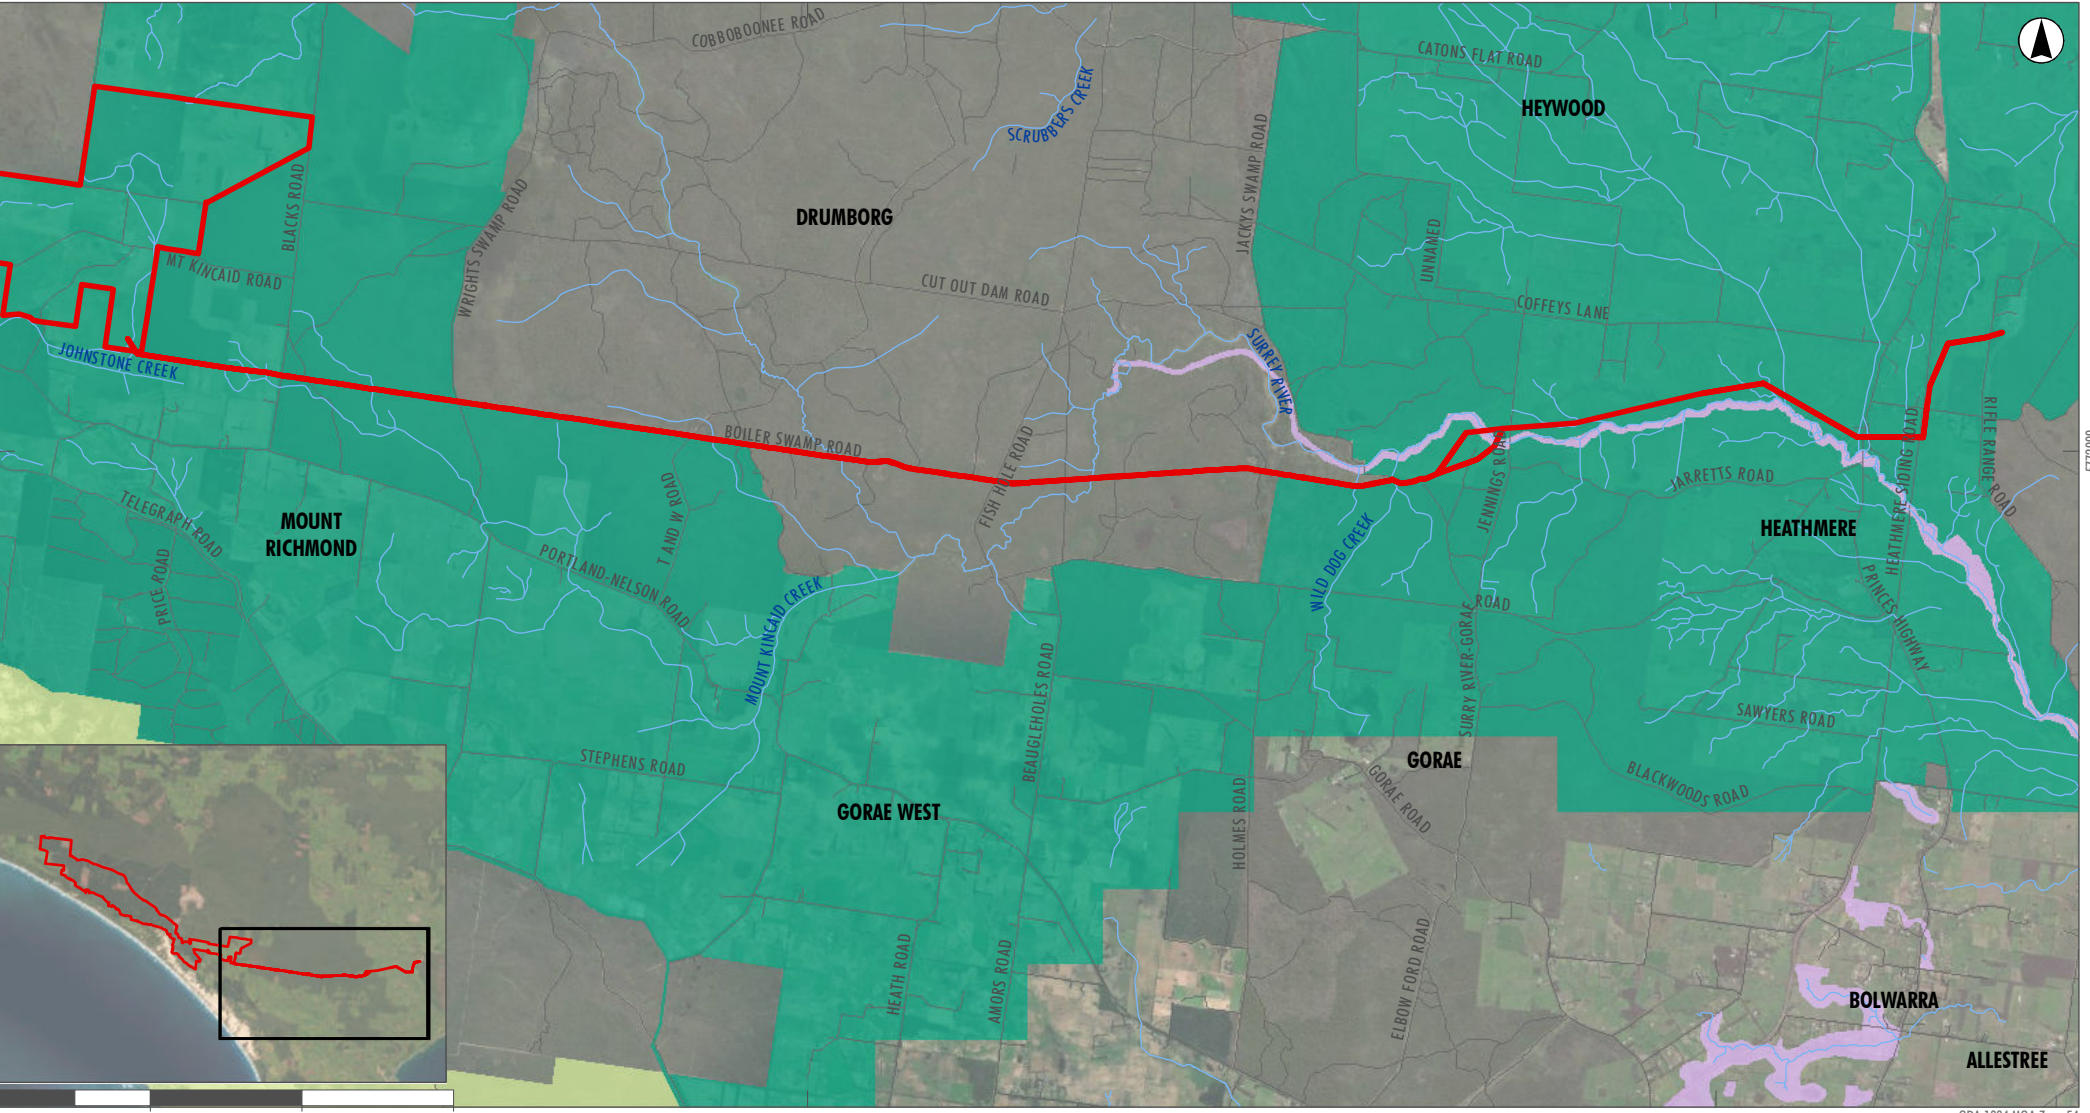 COBBOBOONEE ROAD
CATONS FLAT ROAD
SCRUBBERS CREEK
HEYWOOD
JACKYS SWAMP ROAD
BLACKS ROAD
WRIGHTS SWAMP ROAD
DRUMBORG
UNNAMED
MT KINCAID ROAD
CUT OUT DAM ROAD
COFFEYS LANE
JOHNSTONE CREEK
SURREY RIVER
BOILER SWAMP ROAD
FISH HOLE ROAD
JENNINGS ROAD
JARRETTS ROAD
HEATHMERE SIDING ROAD
RIFLE RANGE ROAD
TELEGRAPH ROAD
MOUNT
RICHMOND
T AND W ROAD
HEATHMERE
PRICE ROAD
PORTLAND-NELSON ROAD
MOUNT KINCAID CREEK
WILD DOG CREEK
ROAD
PRINCES HIGHWAY
BEAUGLEHOLES ROAD
SURRY RIVER-GORAE
SAWYERS ROAD
STEPHENS ROAD
GORAE
GORAE ROAD
BLACKWOODS ROAD
GORAE WEST
HOLMES ROAD
HEATH ROAD
AMORS ROAD
ELBOW FORD ROAD
BOLWARRA
ALLESTREE